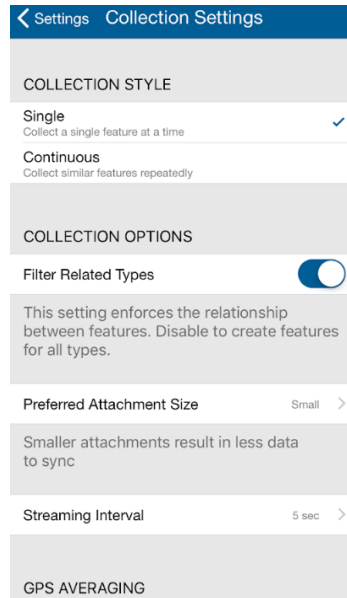 Settings Collection Settings
COLLECTION STYLE
Single
Collect a single feature at a time
Continuous
Collect similar features repeatedly
COLLECTION OPTIONS
Filter Related Types
This setting enforces the relationship
between features. Disable to create features
for all types.
Preferred Attachment Size Small
Smaller attachments result in less data
to sync
Streaming Interval 5 sec
GPS AVERAGING